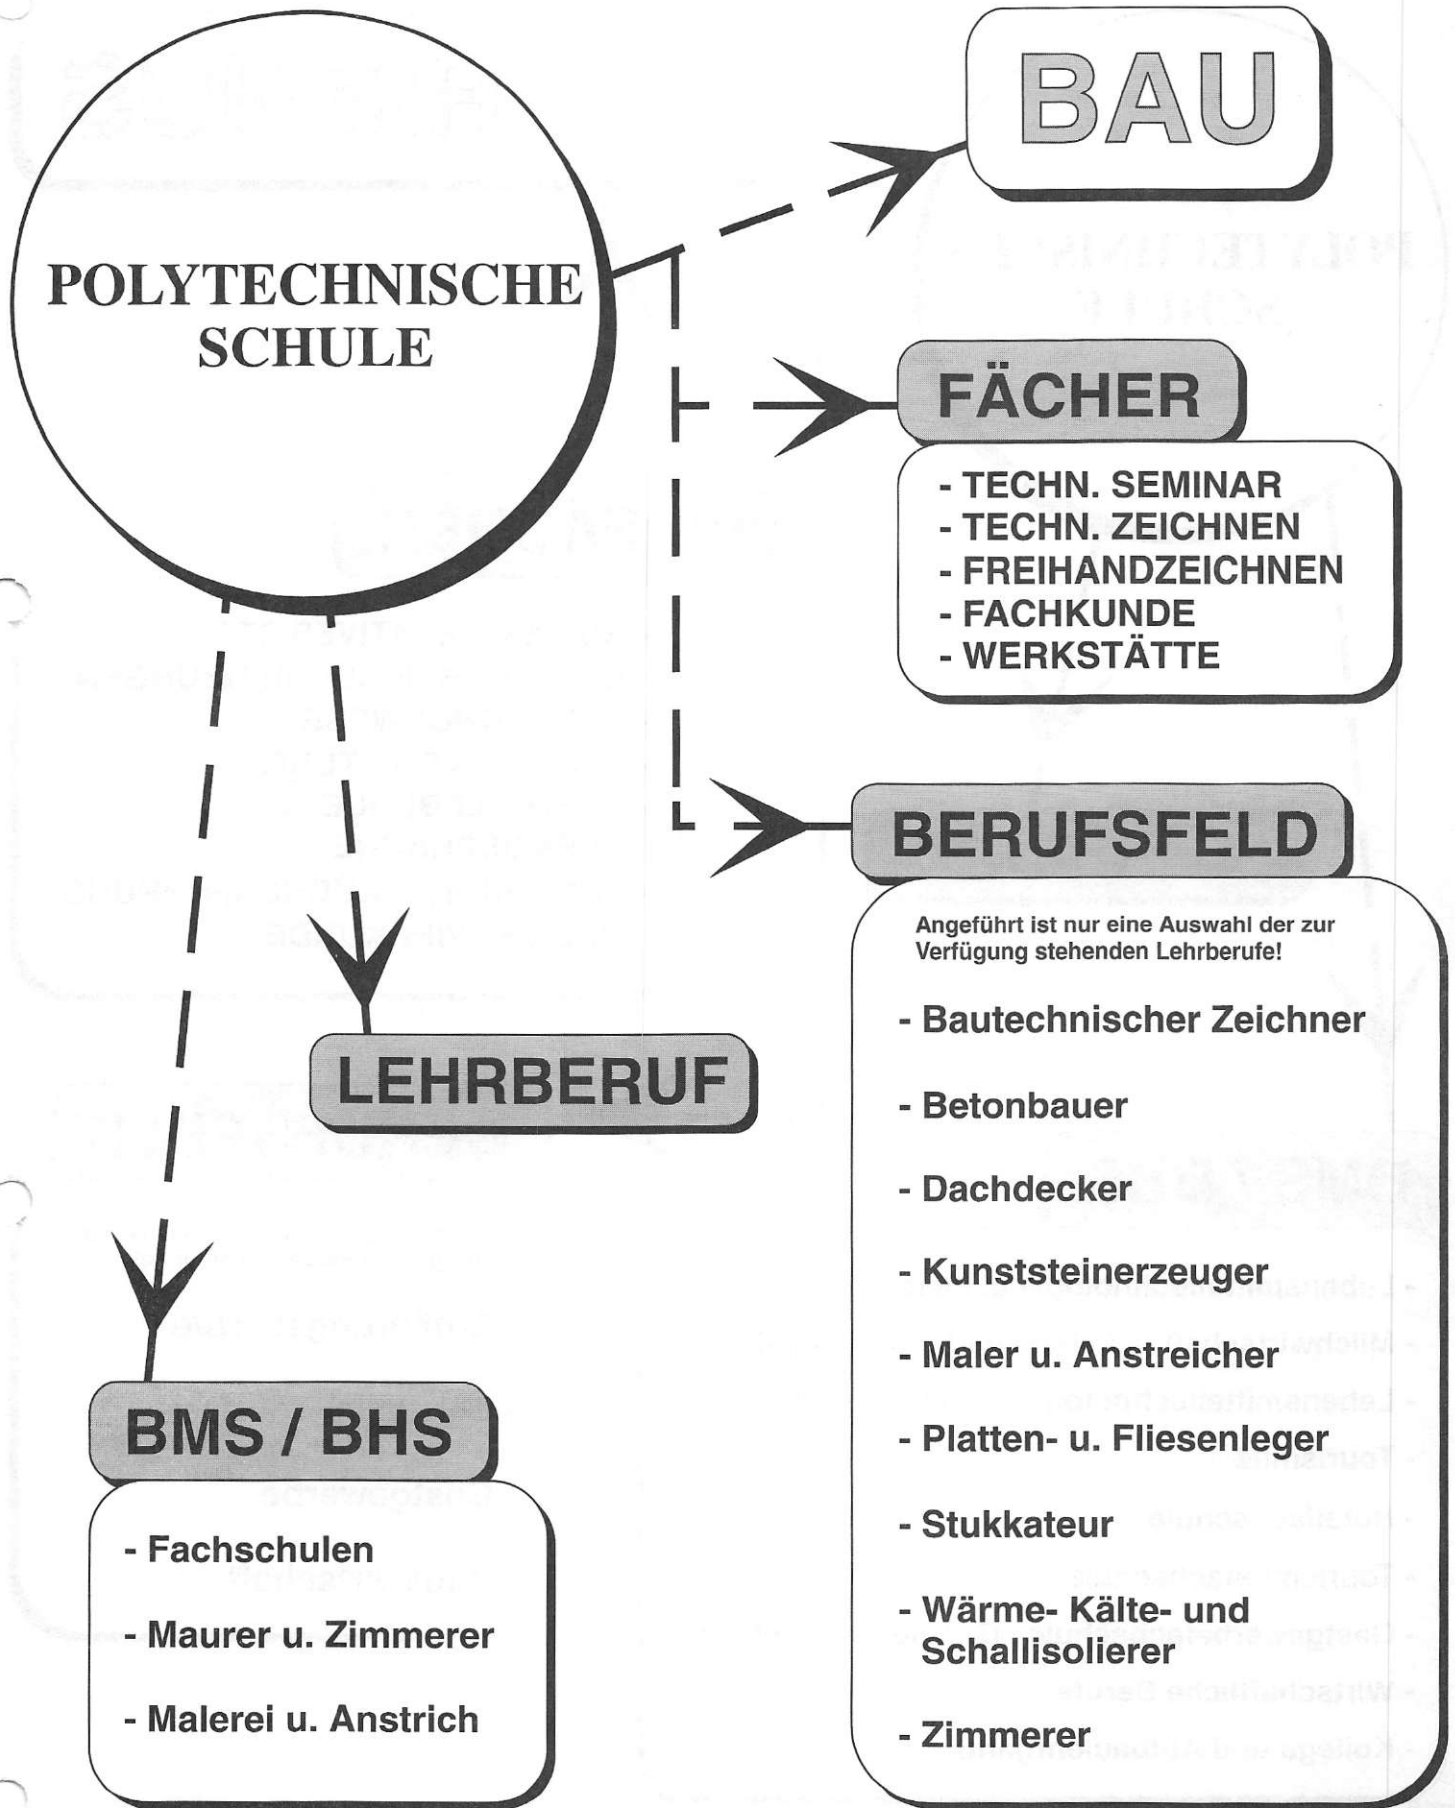 BAU
POLYTECHNISCHE
SCHULE
FÄCHER
- TECHN. SEMINAR
- TECHN. ZEICHNEN
- FREIHANDZEICHNEN
- FACHKUNDE
- WERKSTÄTTE
BERUFSFELD
Angeführt ist nur eine Auswahl der zur
Verfügung stehenden Lehrberufe!
- Bautechnischer Zeichner
- Betonbauer
- Dachdecker
- Kunststeinerzeuger
- Maler u. Anstreicher
- Platten- u. Fliesenleger
- Stukkateur
- Wärme- Kälte- und
Schallisolierer
- Zimmerer
LEHRBERUF
BMS / BHS
- Fachschulen
- Maurer u. Zimmerer
- Malerei u. Anstrich